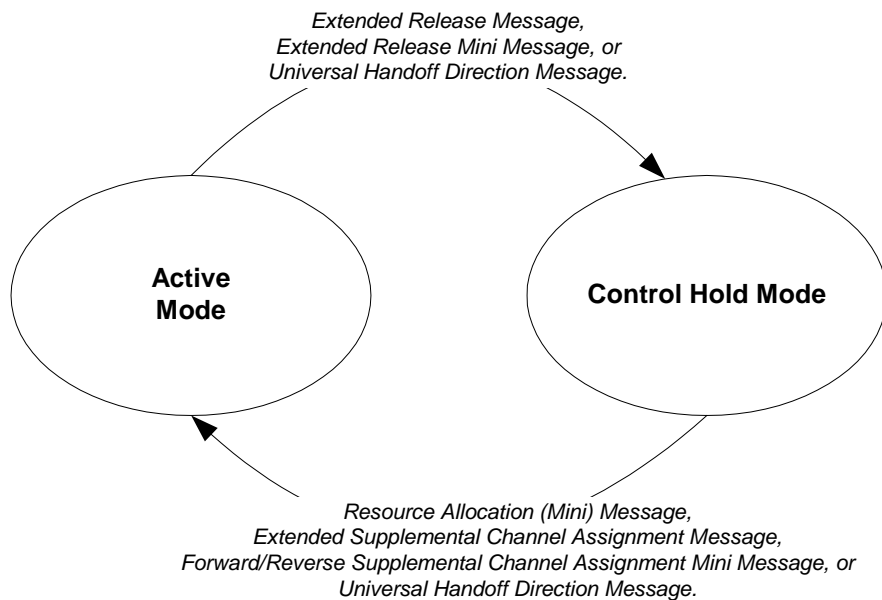 Extended Release Message,
Extended Release Mini Message, or
Universal Handoff Direction Message.
Active
Mode
Control Hold Mode
Resource Allocation (Mini) Message,
Extended Supplemental Channel Assignment Message,
Forward/Reverse Supplemental Channel Assignment Mini Message, or
Universal Handoff Direction Message.